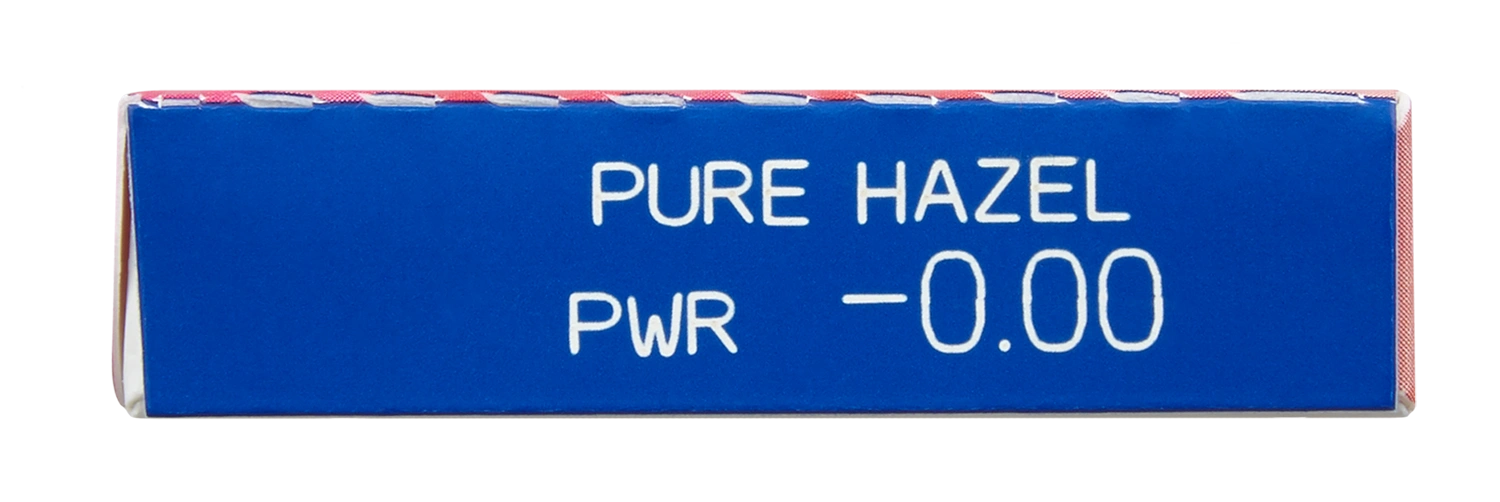 PURE HAZEL
PWR -0.00